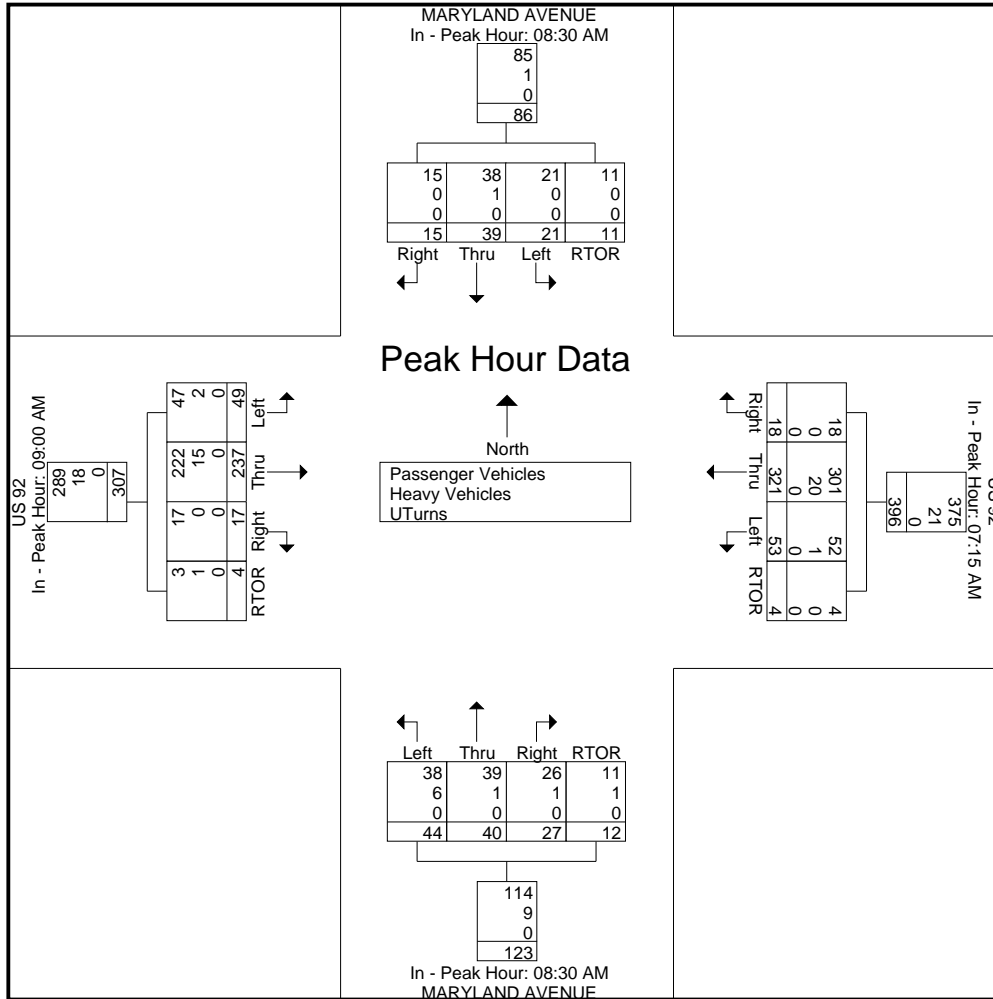 MARYLAND AVENUE
In - Peak Hour: 08:30 AM
85
1
0
86
15 38 21 11
0 1 0 0
0 0 0 0
15 39 21 11
Right Thru Left RTOR
Peak Hour Data
North
Passenger Vehicles
Heavy Vehicles
UTurns
US 92
In - Peak Hour: 09:00 AM
289
18
0
307
47 2 0 49 Left
222 15 0 237 Thru
17 0 0 17 Right
3 1 0 4 RTOR
Right 18 0 0 18
Thru 321 0 20 301
Left 53 0 1 52
RTOR 4 0 0 4
375
21
0
396
In - Peak Hour: 07:15 AM
US 92
Left Thru Right RTOR
38 39 26 11
6 1 1 1
0 0 0 0
44 40 27 12
114
9
0
123
In - Peak Hour: 08:30 AM
MARYLAND AVENUE